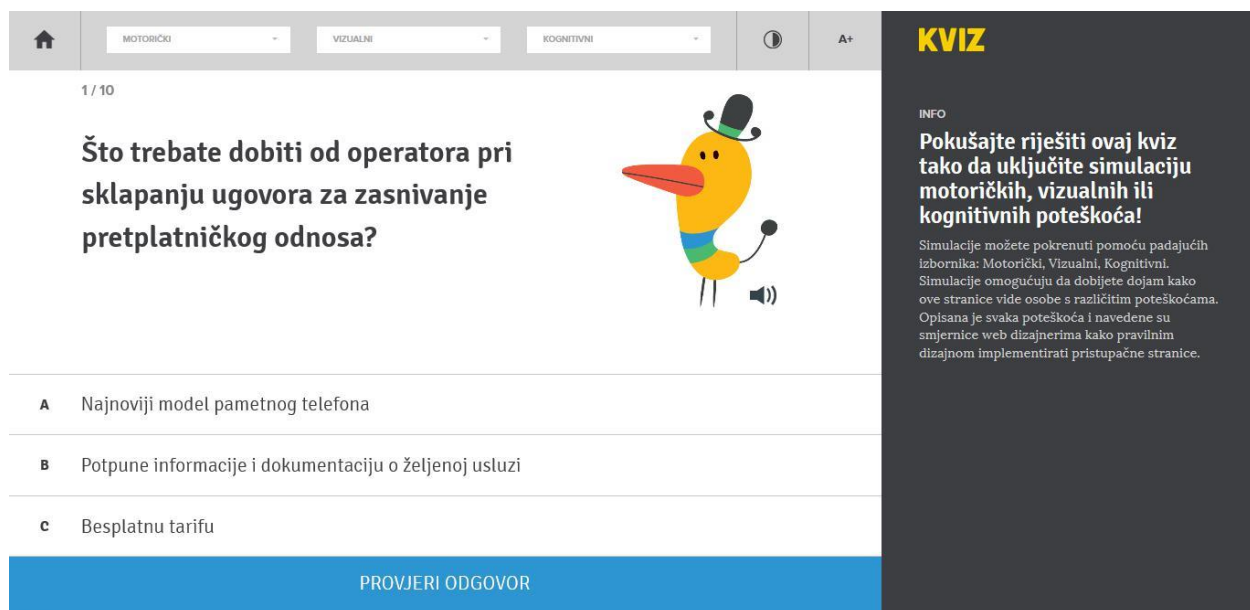 MOTORIČKI
VIZUALNI
KOGNITIVNI
A+
1 / 10
Što trebate dobiti od operatora pri
sklapanju ugovora za zasnivanje
pretplatničkog odnosa?
A Najnoviji model pametnog telefona
B Potpune informacije i dokumentaciju o željenoj usluzi
C Besplatnu tarifu
PROVJERI ODGOVOR
KVIZ
INFO
Pokušajte riješiti ovaj kviz
tako da uključite simulaciju
motoričkih, vizualnih ili
kognitivnih poteškoća!
Simulacije možete pokrenuti pomoću padajućih
izbornika: Motorički, Vizualni, Kognitivni.
Simulacije omogućuju da dobijete dojam kako
ove stranice vide osobe s različitim poteškoćama.
Opisana je svaka poteškoća i navedene su
smjernice web dizajnerima kako pravilnim
dizajnom implementirati pristupačne stranice.